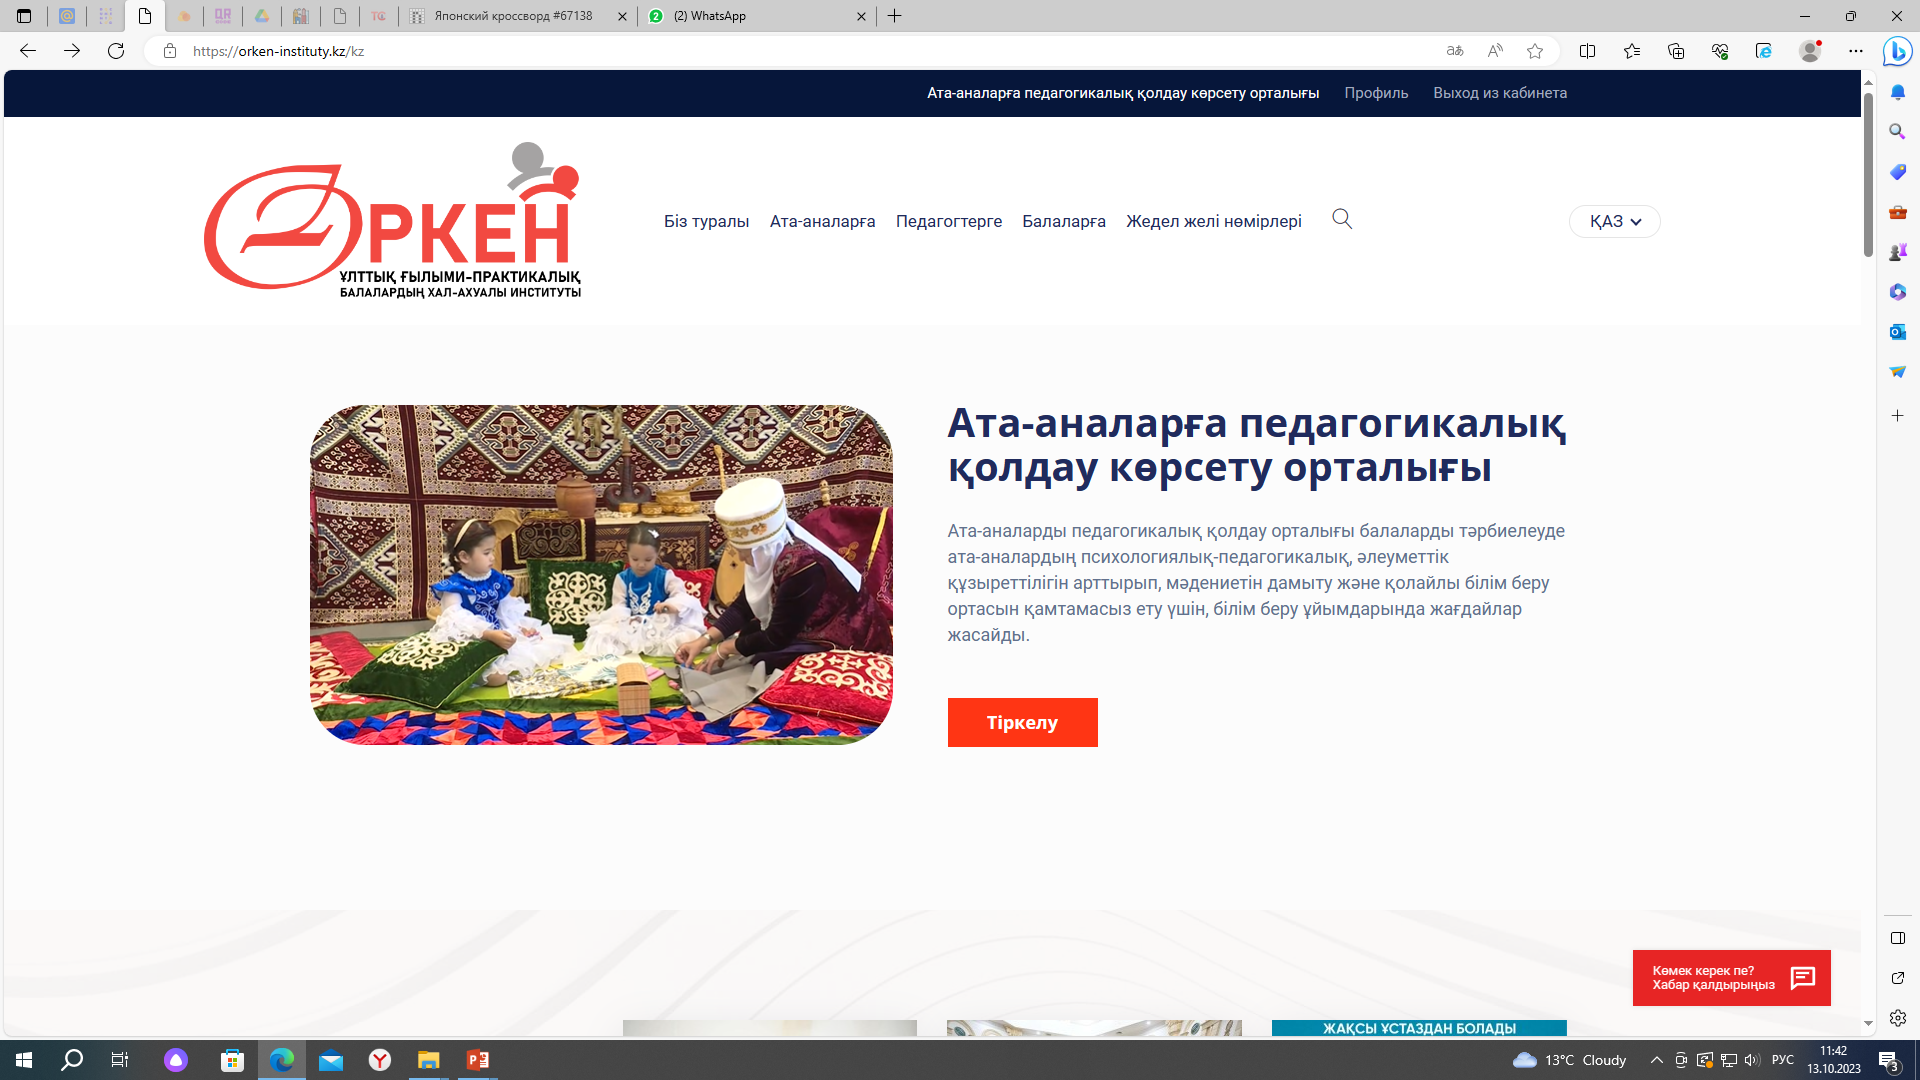 Японский кроссворд #67138
(2) WhatsApp
https://orken-instituty.kz/kz
Ата-аналарға педагогикалық қолдау көрсету орталығы
Профиль
Выход из кабинета
ӨРКЕН
ҰЛТТЫҚ ҒЫЛЫМИ-ПРАКТИКАЛЫҚ
БАЛАЛАРДЫҢ ХАЛ-АХУАЛЫ ИНСТИТУТЫ
Біз туралы
Ата-аналарға
Педагогтерге
Балаларға
Жедел желі нөмірлері
ҚАЗ
Ата-аналарға педагогикалық
қолдау көрсету орталығы
Ата-аналарды педагогикалық қолдау орталығы балаларды тәрбиелеуде
ата-аналардың психологиялық-педагогикалық, әлеуметтік
құзыреттілігін арттырып, мәдениетін дамыту және қолайлы білім беру
ортасын қамтамасыз ету үшін, білім беру ұйымдарында жағдайлар
жасайды.
Тіркелу
Көмек керек пе?
Хабар қалдырыңыз
ЖАҚСЫ ҰСТАЗДАН БОЛАДЫ
13°C Cloudy
РУС
11:42
13.10.2023
3